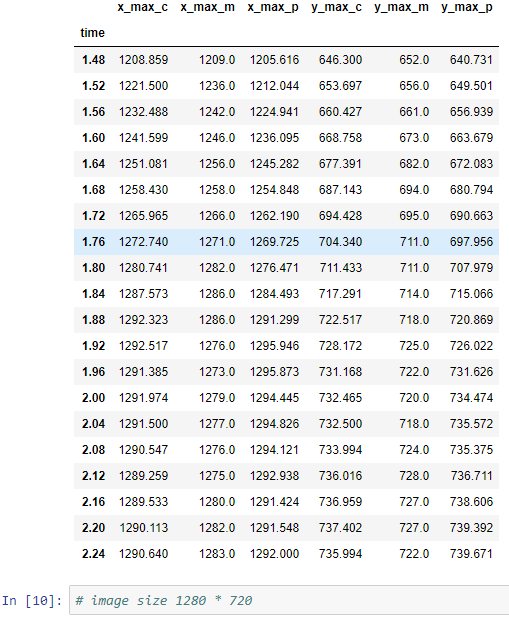 x_max_c x_max_m x_max_p y_max_c y_max_m y_max_p
time
1.48 1208.859 1209.0 1205.616 646.300 652.0 640.731
1.52 1221.500 1236.0 1212.044 653.697 656.0 649.501
1.56 1232.488 1242.0 1224.941 660.427 661.0 656.939
1.60 1241.599 1246.0 1236.095 668.758 673.0 663.679
1.64 1251.081 1256.0 1245.282 677.391 682.0 672.083
1.68 1258.430 1258.0 1254.848 687.143 694.0 680.794
1.72 1265.965 1266.0 1262.190 694.428 695.0 690.663
1.76 1272.740 1271.0 1269.725 704.340 711.0 697.956
1.80 1280.741 1282.0 1276.471 711.433 711.0 707.979
1.84 1287.573 1286.0 1284.493 717.291 714.0 715.066
1.88 1292.323 1286.0 1291.299 722.517 718.0 720.869
1.92 1292.517 1276.0 1295.946 728.172 725.0 726.022
1.96 1291.385 1273.0 1295.873 731.168 722.0 731.626
2.00 1291.974 1279.0 1294.445 732.465 720.0 734.474
2.04 1291.500 1277.0 1294.826 732.500 718.0 735.572
2.08 1290.547 1276.0 1294.121 733.994 724.0 735.375
2.12 1289.259 1275.0 1292.938 736.016 728.0 736.711
2.16 1289.533 1280.0 1291.424 736.959 727.0 738.606
2.20 1290.113 1282.0 1291.548 737.402 727.0 739.392
2.24 1290.640 1283.0 1292.000 735.994 722.0 739.671
In [10]: # image size 1280 * 720